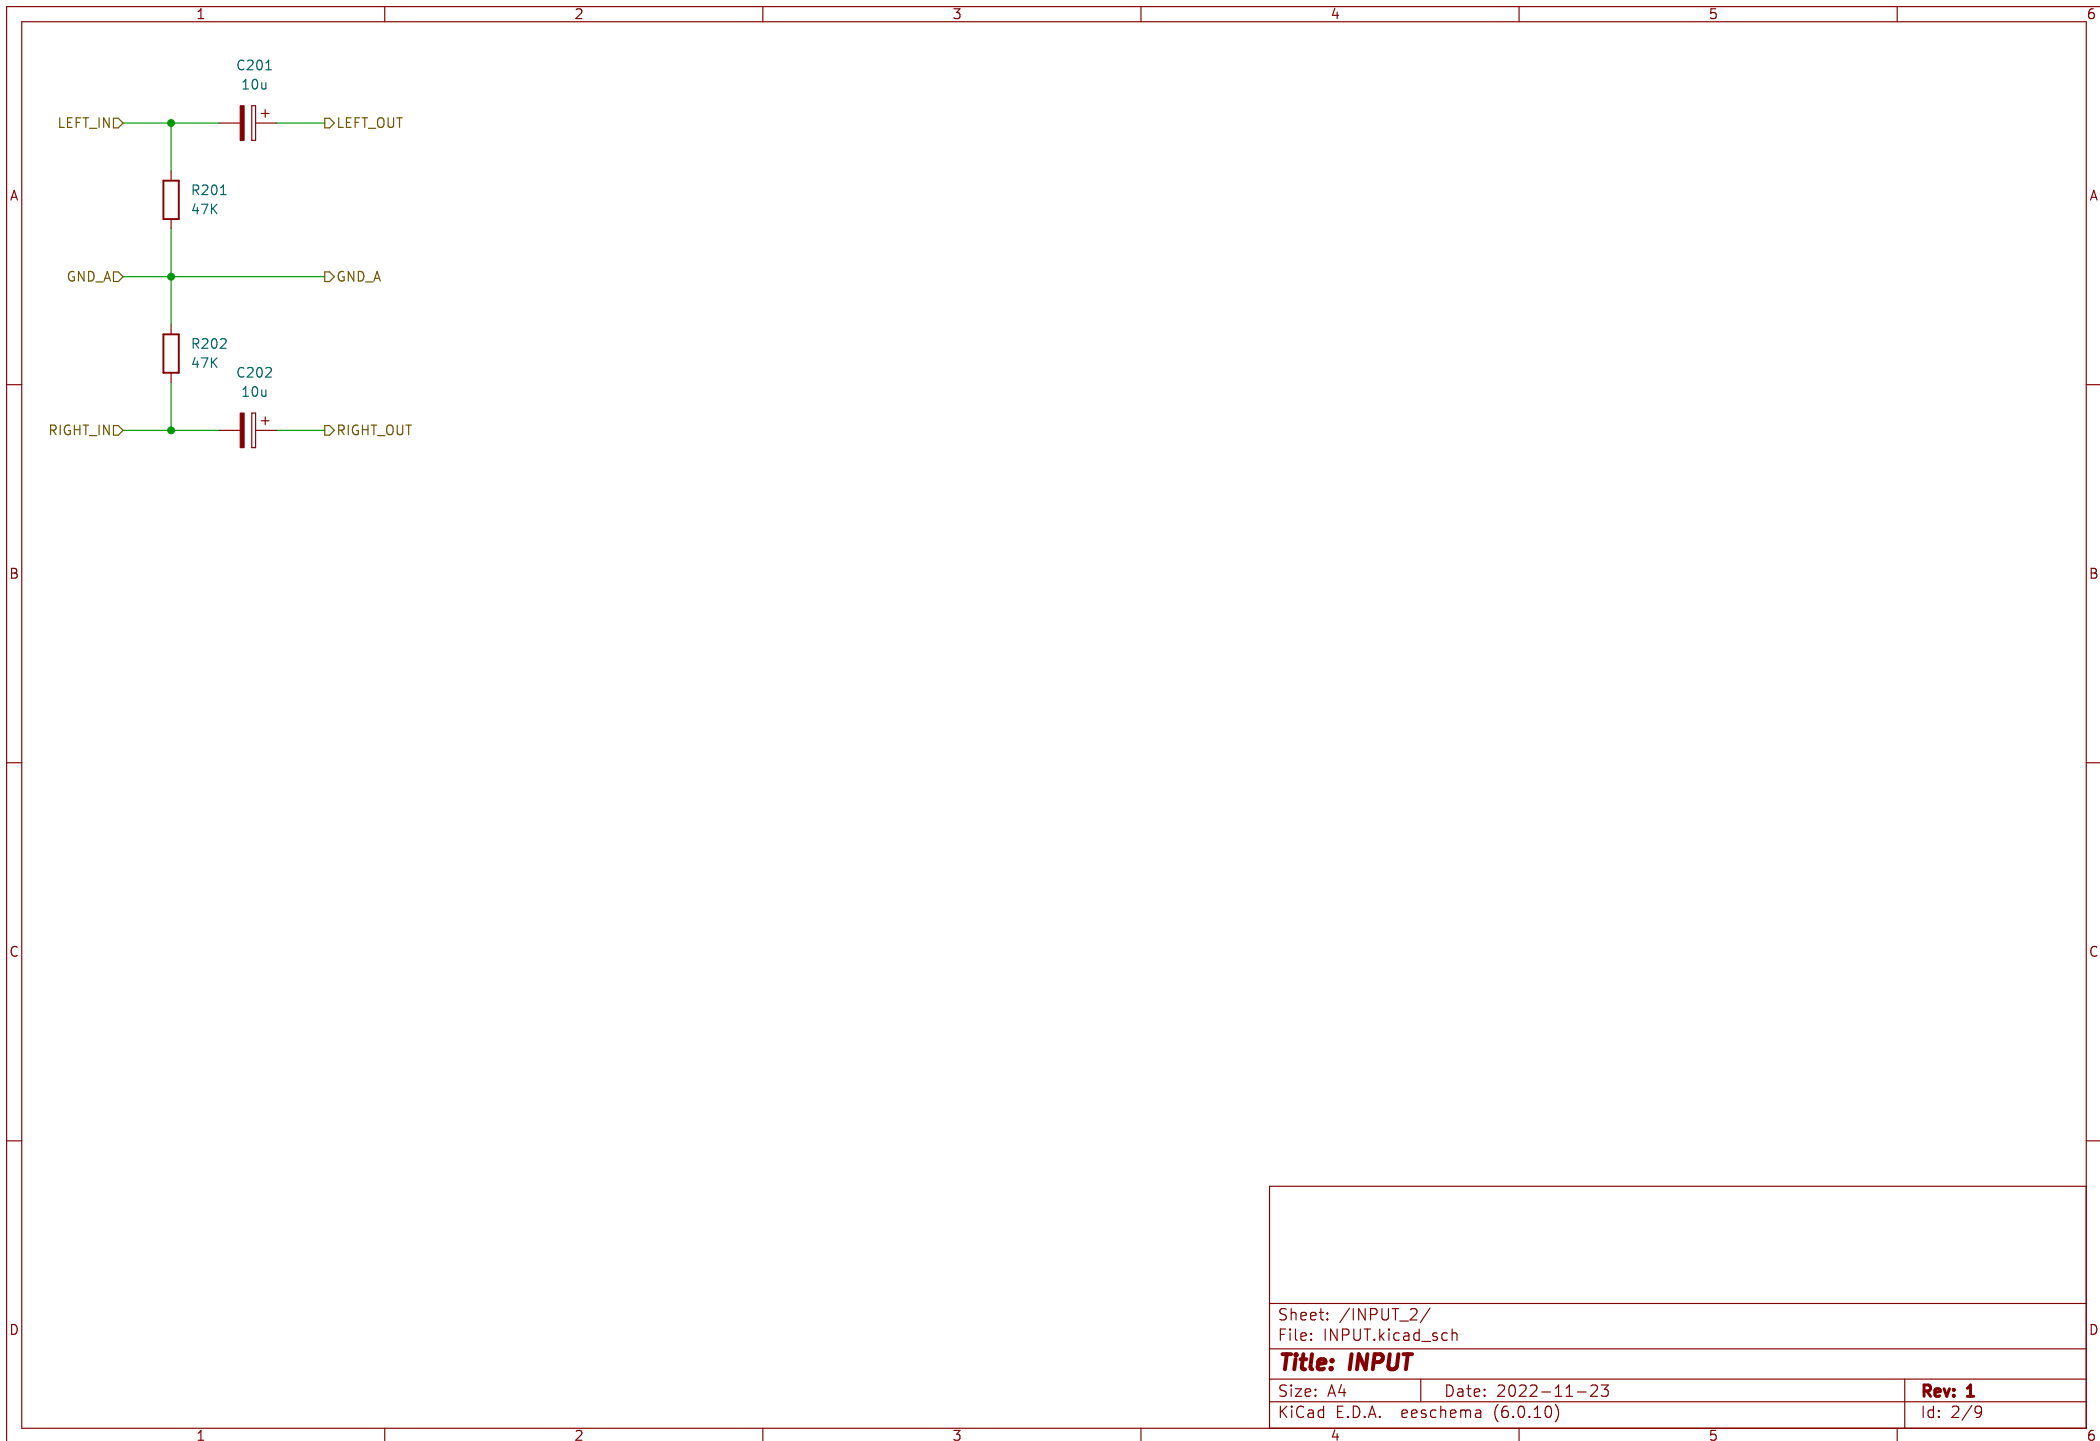 1 2 3 4 5 6
C201
10u
LEFT_IN + LEFT_OUT
R201
A A
47K
GND_A GND_A
R202
47K
C202
10u
+
RIGHT_IN RIGHT_OUT
B B
C C
Sheet: /INPUT_2/
D D
File: INPUT.kicad_sch
Title: INPUT
Size: A4 Date: 2022-11-23 Rev: 1
KiCad E.D.A. eeschema (6.0.10) Id: 2/9
1 2 3 4 5 6